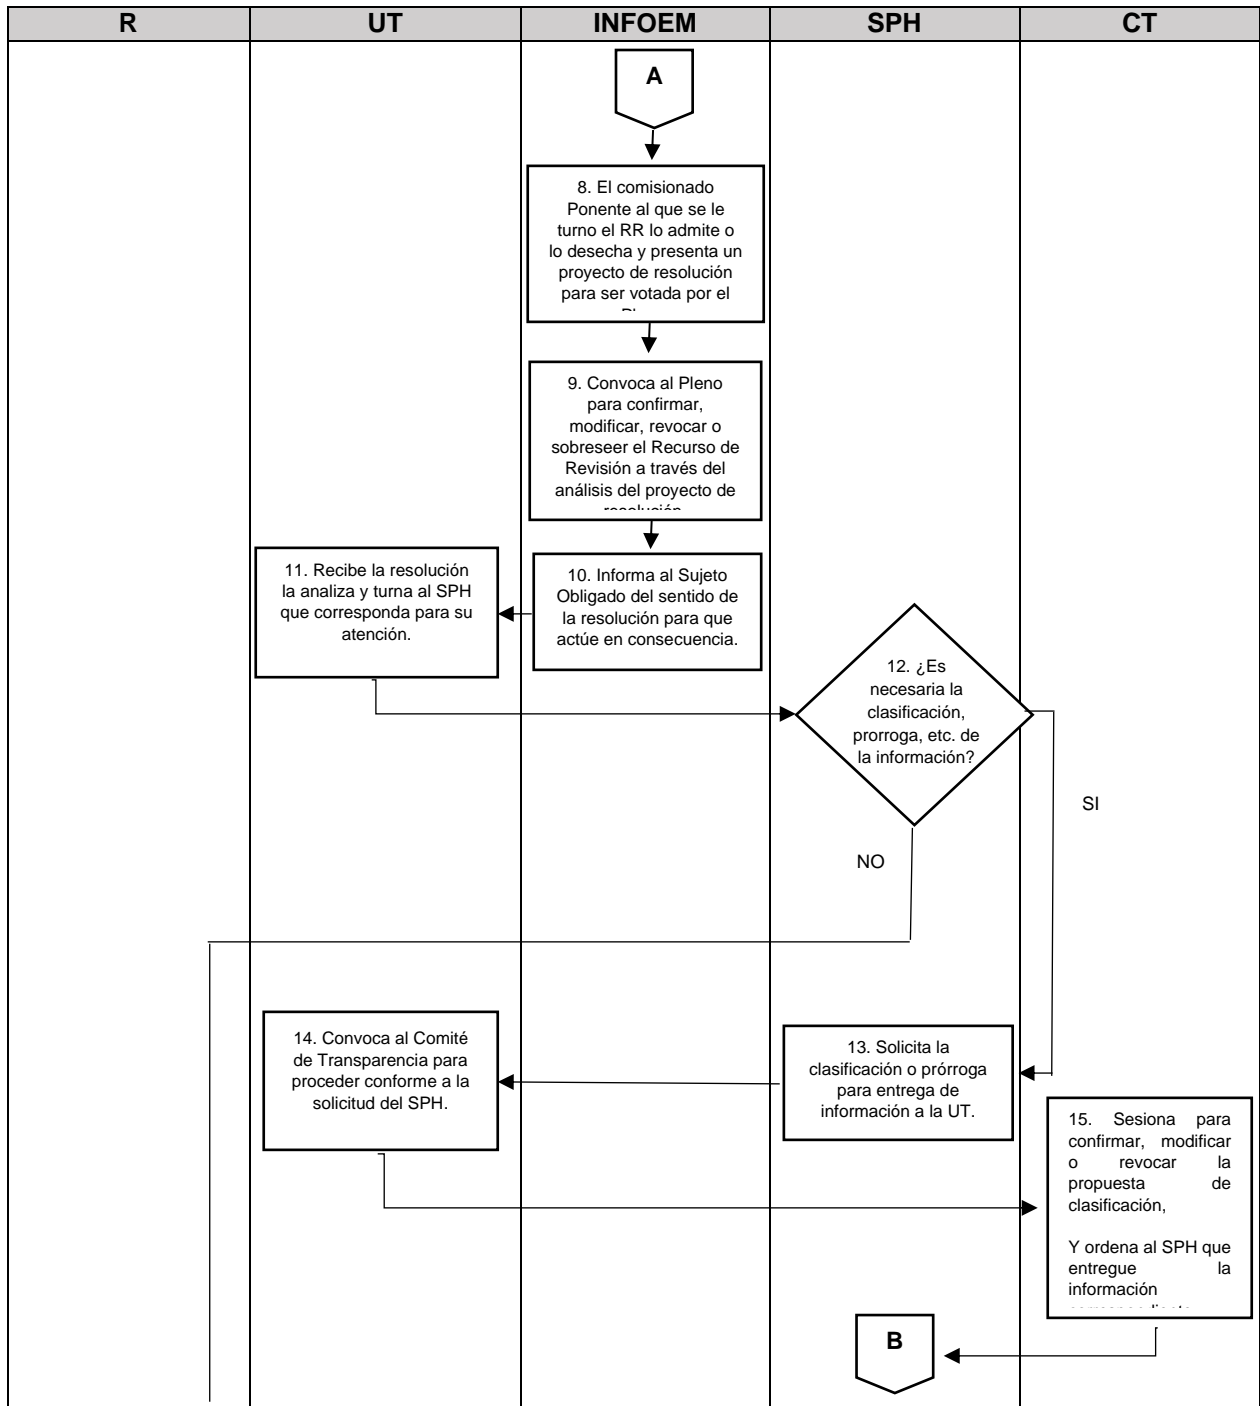 R UT INFOEM SPH CT
A
8. El comisionado
Ponente al que se le
turno el RR lo admite o
lo desecha y presenta un
proyecto de resolución
para ser votada por el
9. Convoca al Pleno
para confirmar,
modificar, revocar o
sobreseer el Recurso de
Revisión a través del
análisis del proyecto de
10. Informa al Sujeto
Obligado del sentido de
la resolución para que
actúe en consecuencia.
11. Recibe la resolución
la analiza y turna al SPH
que corresponda para su
atención.
12. ¿Es
necesaria la
clasificación,
prorroga, etc. de
la información?
SI
NO
13. Solicita la
clasificación o prórroga
para entrega de
información a la UT.
14. Convoca al Comité
de Transparencia para
proceder conforme a la
solicitud del SPH.
15. Sesiona para
confirmar, modificar
o revocar la
propuesta de
clasificación,
Y ordena al SPH que
entregue la
información
B